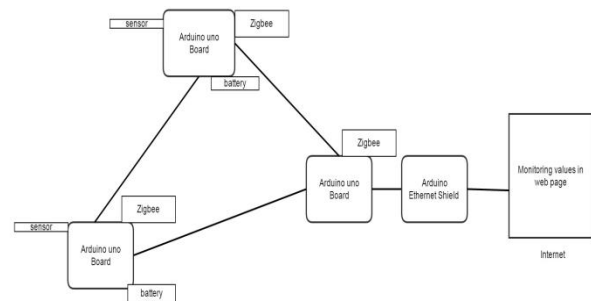 sensor
Arduino uno
Board
Zigbee
battery
Zigbee
Arduino uno
Board
Arduino
Ethernet Shield
Monitoring values in
web page
Internet
sensor
Zigbee
Arduino uno
Board
battery